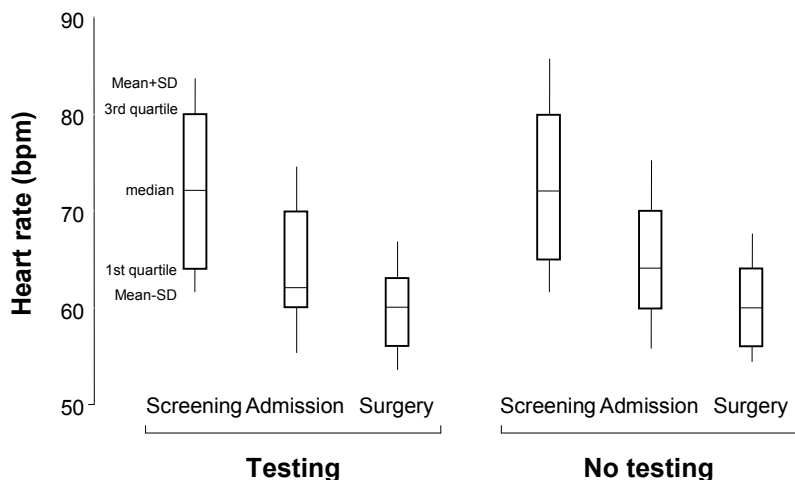 90
Mean+SD
3rd quartile
80
median
70
1st quartile
Mean-SD
60
50
Heart rate (bpm)
Screening Admission Surgery Screening Admission Surgery
Testing No testing